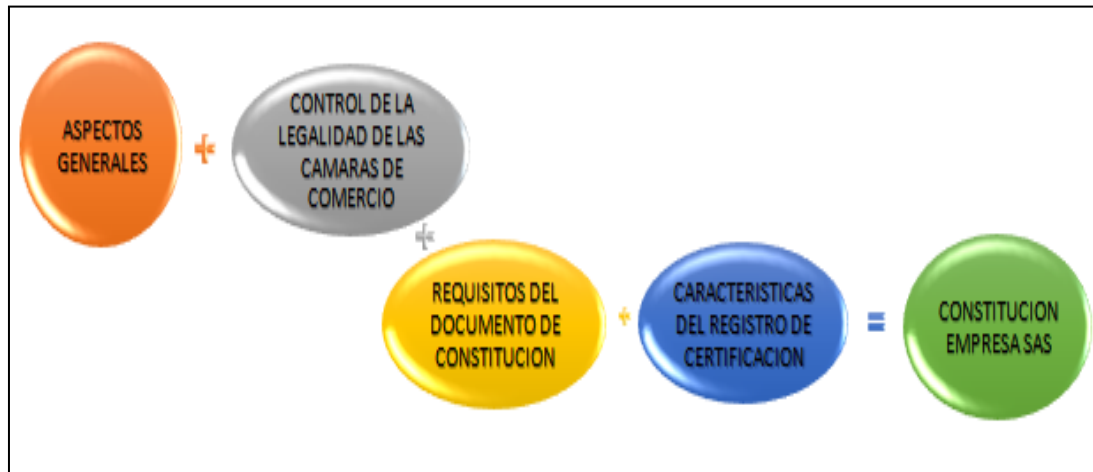 ASPECTOS
GENERALES
+
CONTROL DE LA
LEGALIDAD DE LAS
CAMARAS DE
COMERCIO
+
REQUISITOS DEL
DOCUMENTO DE
CONSTITUCION
+
CARACTERISTICAS
DEL REGISTRO DE
CERTIFICACION
=
CONSTITUCION
EMPRESA SAS